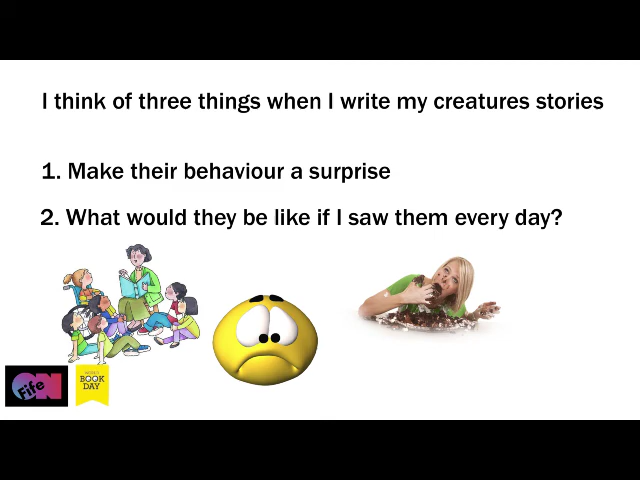 I think of three things when I write my creatures stories
1. Make their behaviour a surprise
2. What would they be like if I saw them every day?
ON
Fife
BOOK
DAY